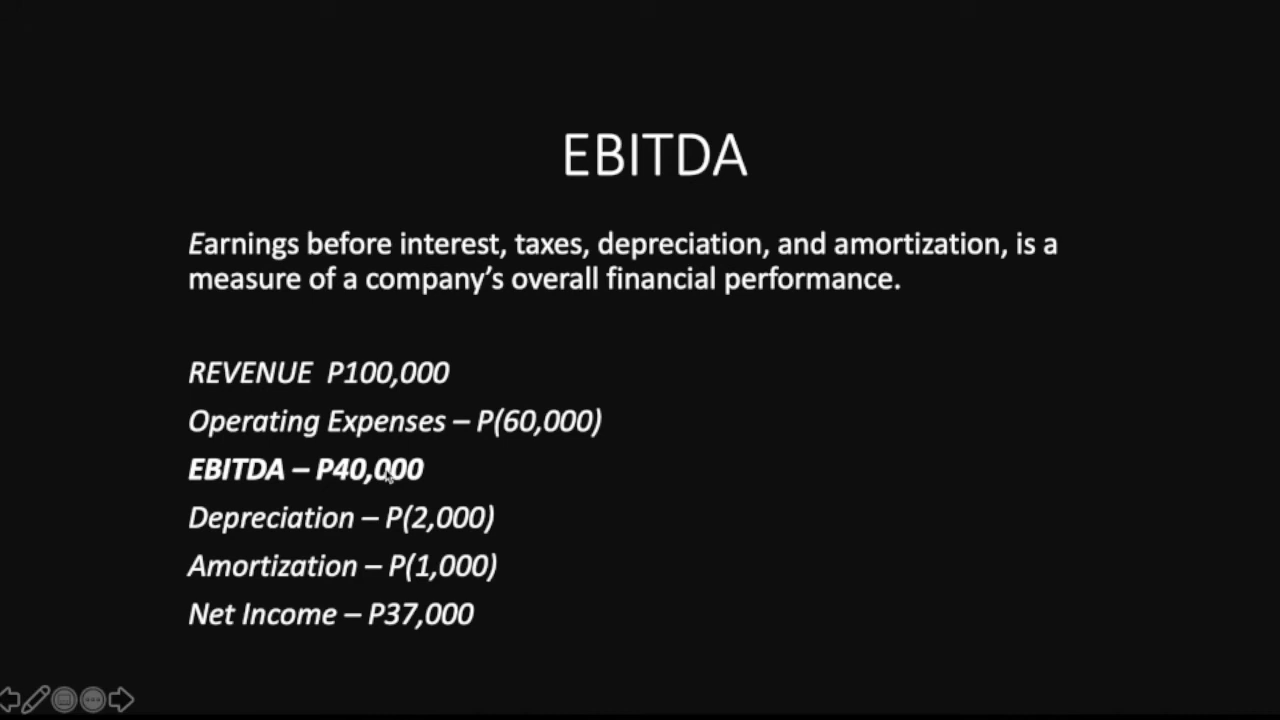 EBITDA
Earnings before interest, taxes, depreciation, and amortization, is a
measure of a company’s overall financial performance.
REVENUE P100,000
Operating Expenses – P(60,000)
EBITDA – P40,000
Depreciation – P(2,000)
Amortization – P(1,000)
Net Income – P37,000